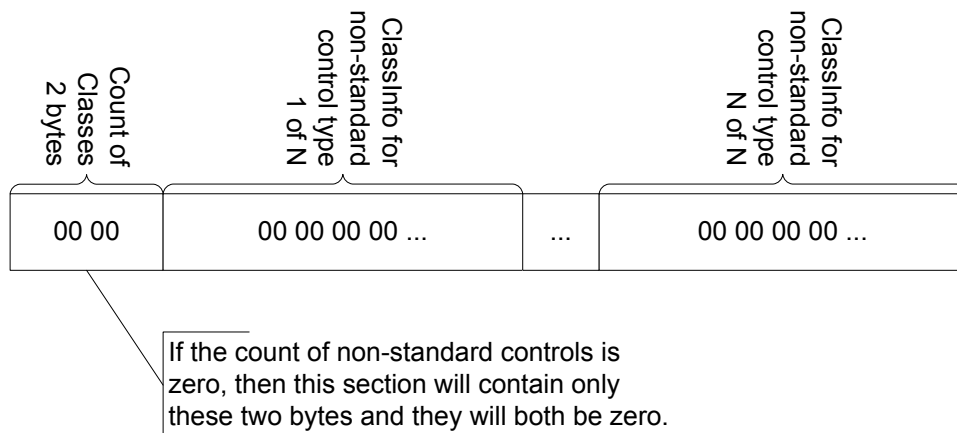 Count of
Classes
2 bytes
ClassInfo for
non-standard
control type
1 of N
ClassInfo for
non-standard
control type
N of N
00 00
00 00 00 00 ...
...
00 00 00 00 ...
If the count of non-standard controls is
zero, then this section will contain only
these two bytes and they will both be zero.